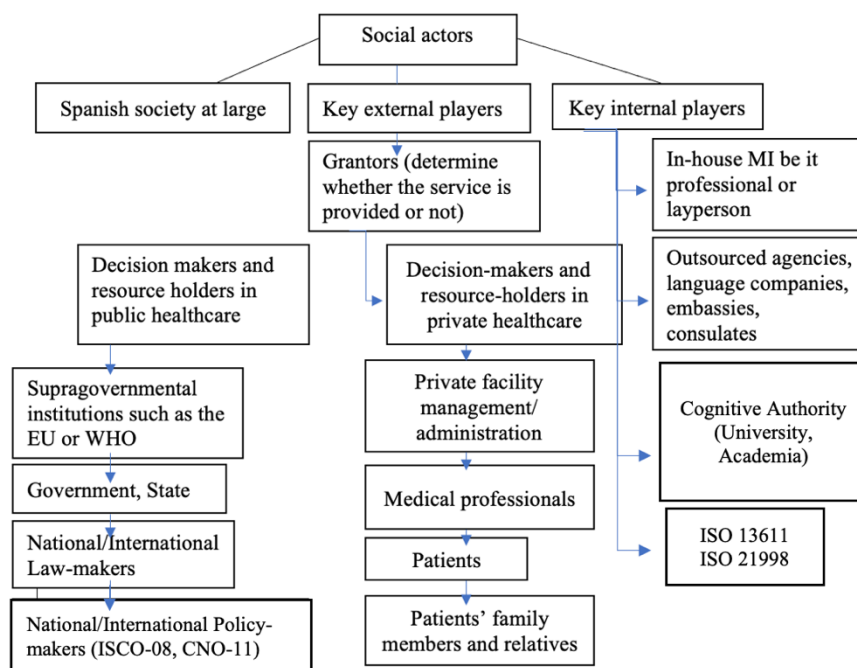 Social actors
Spanish society at large
Key external players
Key internal players
Grantors (determine
whether the service is
provided or not)
In-house MI be it
professional or
layperson
Decision makers and
resource holders in
public healthcare
Decision-makers and
resource-holders in
private healthcare
Outsourced agencies,
language companies,
embassies,
consulates
Supragovernmental
institutions such as the
EU or WHO
Private facility
management/
administration
Cognitive Authority
(University,
Academia)
Government, State
Medical professionals
National/International
Law-makers
Patients
ISO 13611
ISO 21998
National/International Policy-
makers (ISCO-08, CNO-11)
Patients’ family
members and relatives